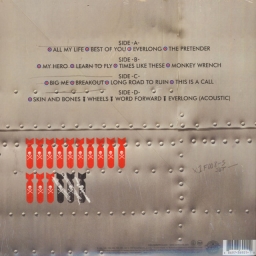 SIDE -A-
ALL MY LIFE BEST OF YOU EVERLONG THE PRETENDER
SIDE -B-
MY HERO LEARN TO FLY TIMES LIKE THESE MONKEY WRENCH
SIDE -C-
BIG ME BREAKOUT LONG ROAD TO RUIN THIS IS A CALL
SIDE -D-
SKIN AND BONES WHEELS WORD FORWARD EVERLONG (ACOUSTIC)